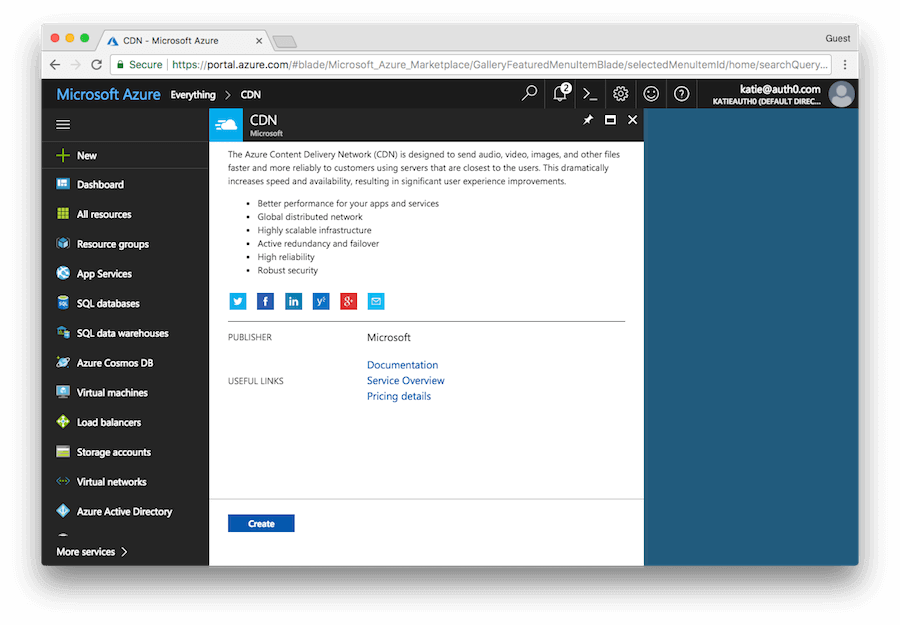 CDN - Microsoft Azure
Guest
Secure https://portal.azure.com/#blade/Microsoft_Azure_Marketplace/GalleryFeaturedMenuItemBlade/selectedMenuItemId/home/searchQuery...
Microsoft Azure Everything > CDN
2
katie@auth0.com
KATIEAUTH0 (DEFAULT DIREC...
CDN
Microsoft
New
Dashboard
All resources
Resource groups
App Services
SQL databases
SQL data warehouses
Azure Cosmos DB
Virtual machines
Load balancers
Storage accounts
Virtual networks
Azure Active Directory
More services >
The Azure Content Delivery Network (CDN) is designed to send audio, video, images, and other files
faster and more reliably to customers using servers that are closest to the users. This dramatically
increases speed and availability, resulting in significant user experience improvements.
• Better performance for your apps and services
• Global distributed network
• Highly scalable infrastructure
• Active redundancy and failover
• High reliability
• Robust security
PUBLISHER Microsoft
USEFUL LINKS
Documentation
Service Overview
Pricing details
Create